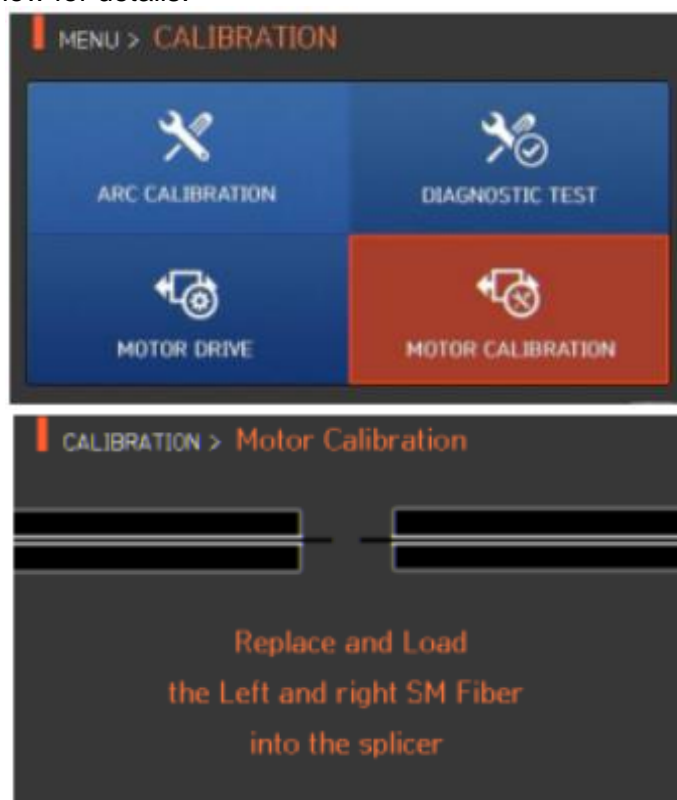 MENU > CALIBRATION
ARC CALIBRATION
DIAGNOSTIC TEST
MOTOR DRIVE
MOTOR CALIBRATION
CALIBRATION > Motor Calibration
Replace and Load
the Left and right SM Fiber
into the splicer